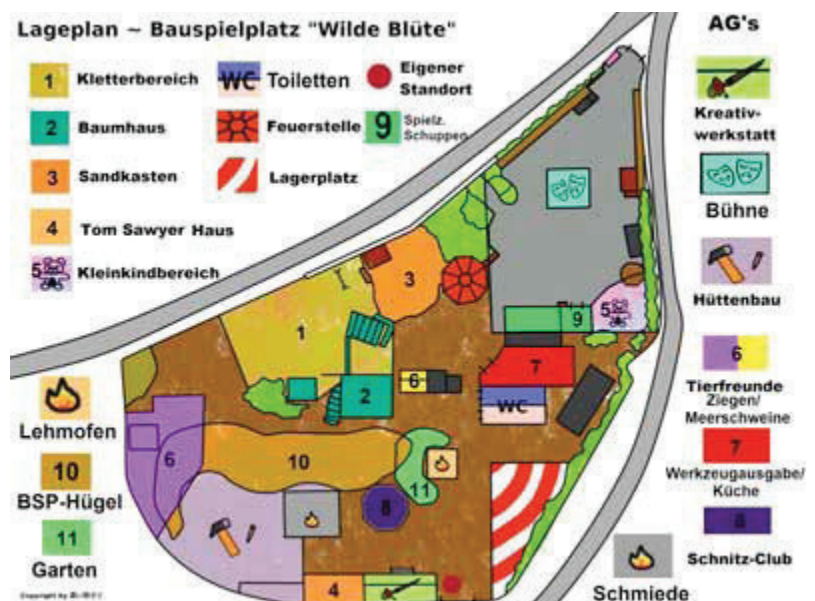 Lageplan ~ Bauspielplatz "Wilde Blüte"
AG's
1 Kletterbereich
WC Toiletten
Eigener
Standort
2 Baumhaus
Feuerstelle
9 Spielz.
Schuppen
3 Sandkasten
Lagerplatz
4 Tom Sawyer Haus
5 Kleinkindbereich
Kreativ-
werkstatt
Bühne
Hüttenbau
6
Tierfreunde
Ziegen/
Meerschweine
7
Werkzeugausgabe/
Küche
8
Schnitz-Club
Schmiede
Lehmofen
10
BSP-Hügel
11
Garten
3
1
9
5
7
6
2
WC
6
10
11
8
4
Copyright by